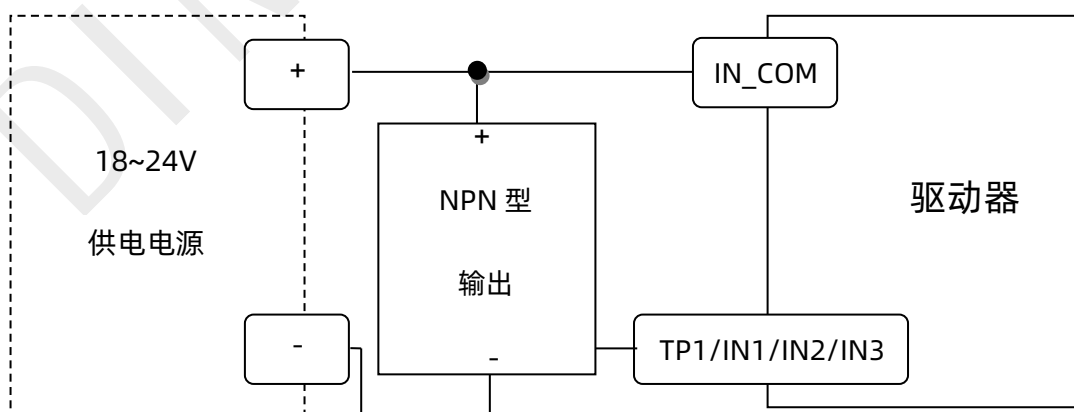 +
IN_COM
+
18~24V
NPN 型
驱动器
供电电源
输出
-
-
TP1/IN1/IN2/IN3